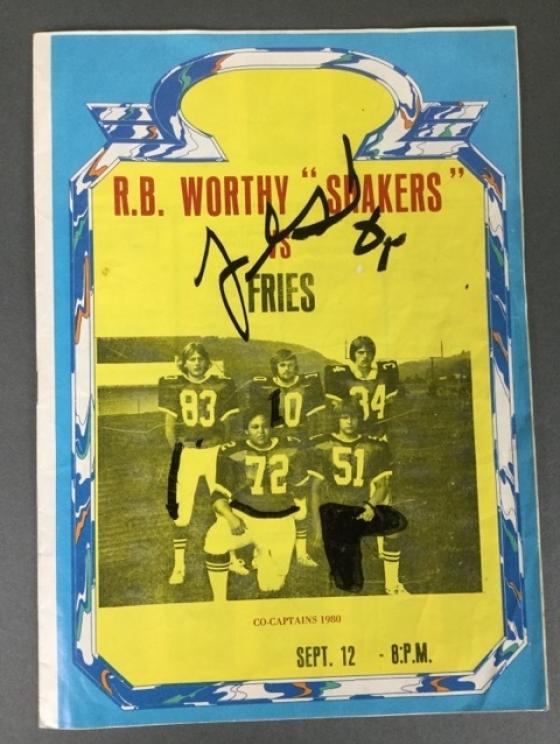 R.B. WORTHY "SHAKERS"
VS
FRIES
83
10
34
72
51
CO-CAPTAINS 1980
SEPT. 12 - 8:P.M.